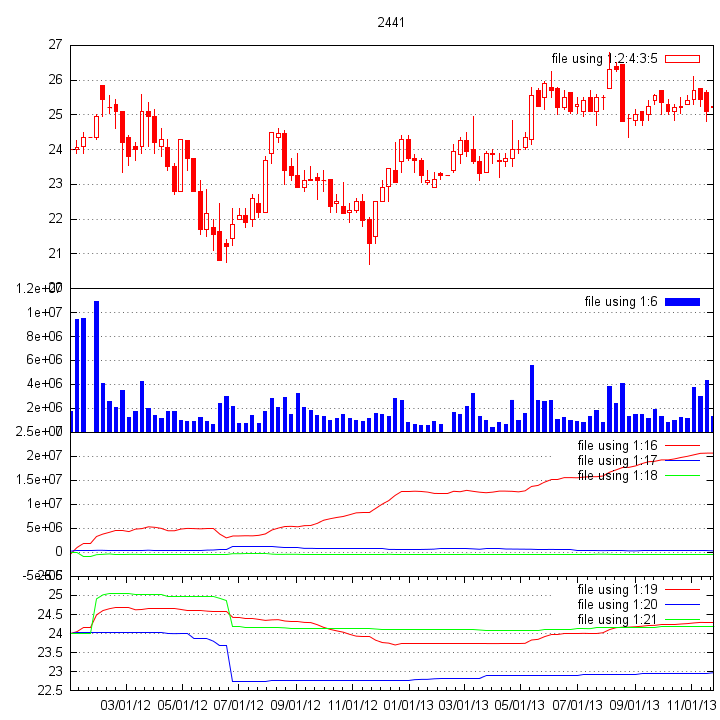 2441
27
file using 1:2:4:3:5
26
25
24
23
22
21
20
1.2e+07
file using 1:6
1e+07
8e+06
6e+06
4e+06
2e+06
0
2.5e+07
file using 1:16
2e+07
file using 1:17
1.5e+07
file using 1:18
1e+07
5e+06
0
25
file using 1:19
24.5
file using 1:20
file using 1:21
24
23.5
23
22.5
03/01/12 05/01/12 07/01/12 09/01/12 11/01/12 01/01/13 03/01/13 05/01/13 07/01/13 09/01/13 11/01/13